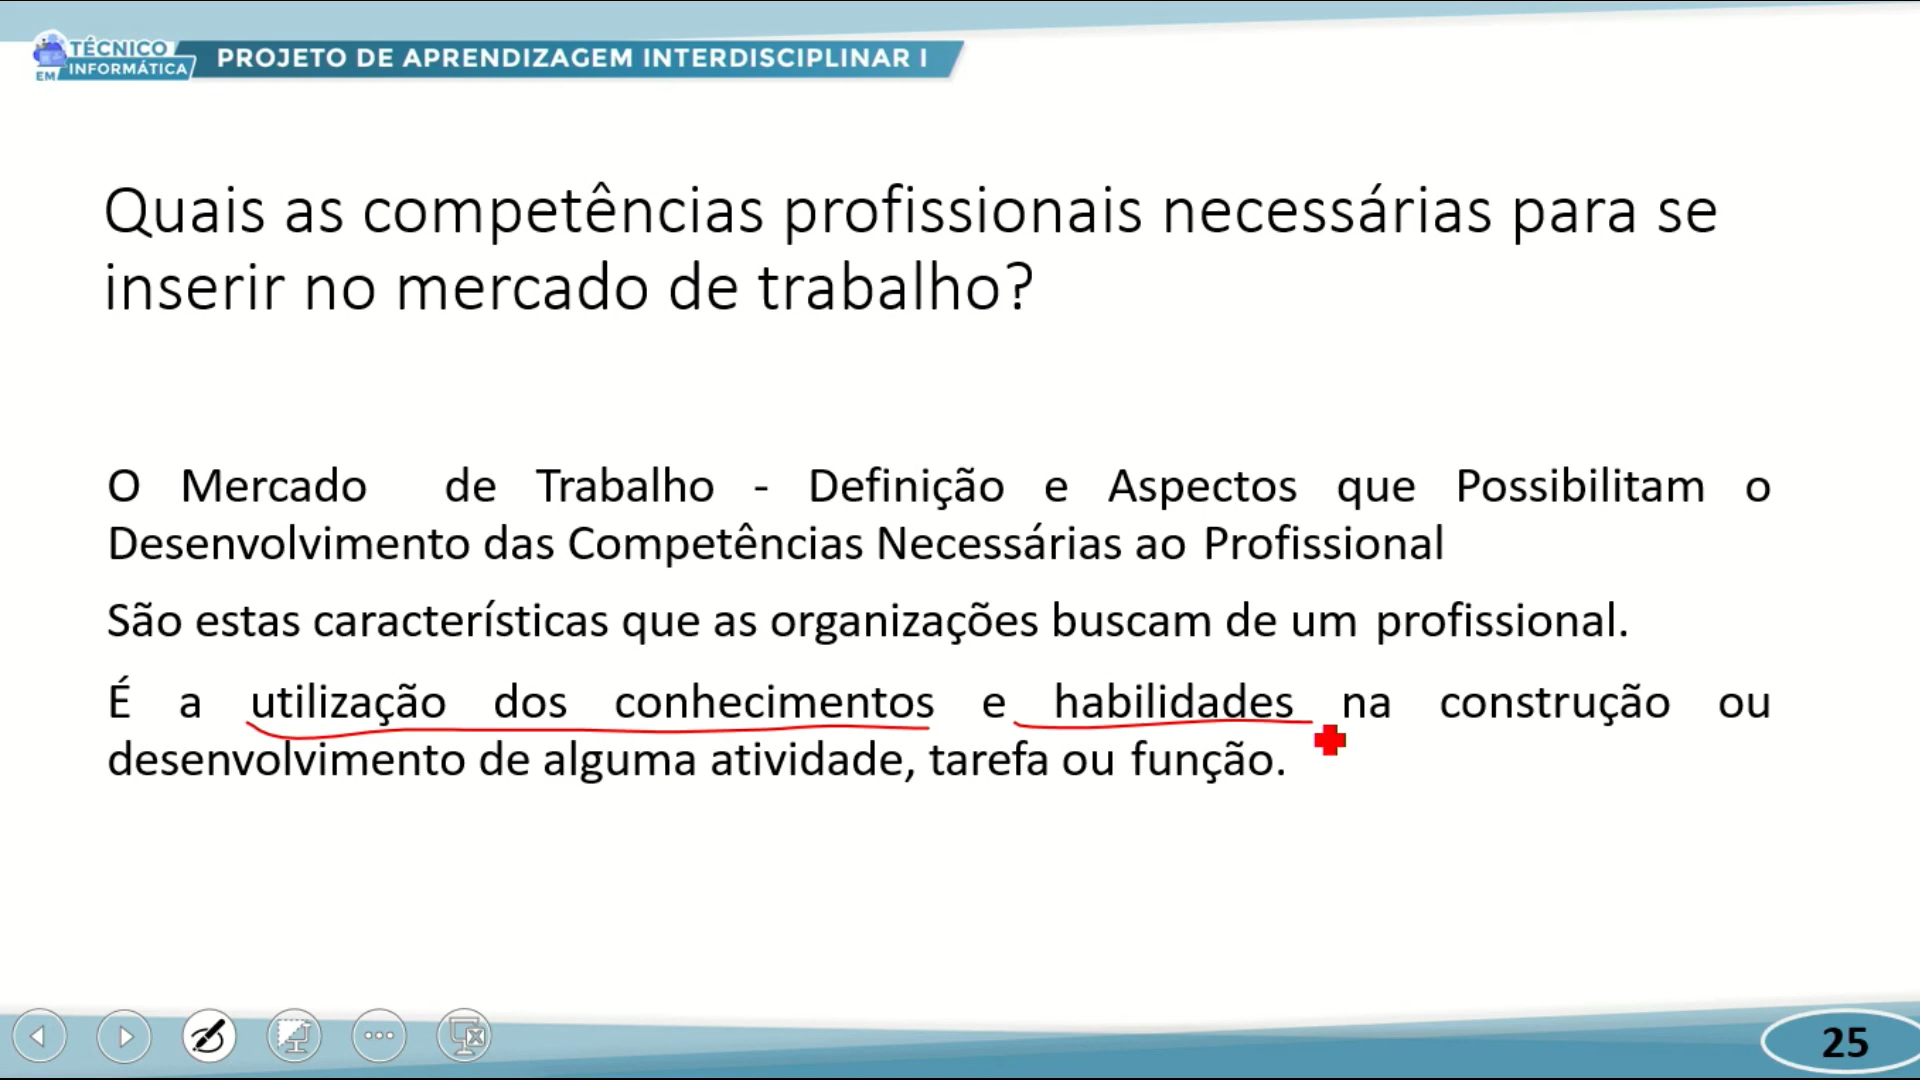 TÉCNICO
EM INFORMÁTICA
PROJETO DE APRENDIZAGEM INTERDISCIPLINAR I
Quais as competências profissionais necessárias para se
inserir no mercado de trabalho?
O Mercado de Trabalho - Definição e Aspectos que Possibilitam o
Desenvolvimento das Competências Necessárias ao Profissional
São estas características que as organizações buscam de um profissional.
É a utilização dos conhecimentos e habilidades na construção ou
desenvolvimento de alguma atividade, tarefa ou função.
25